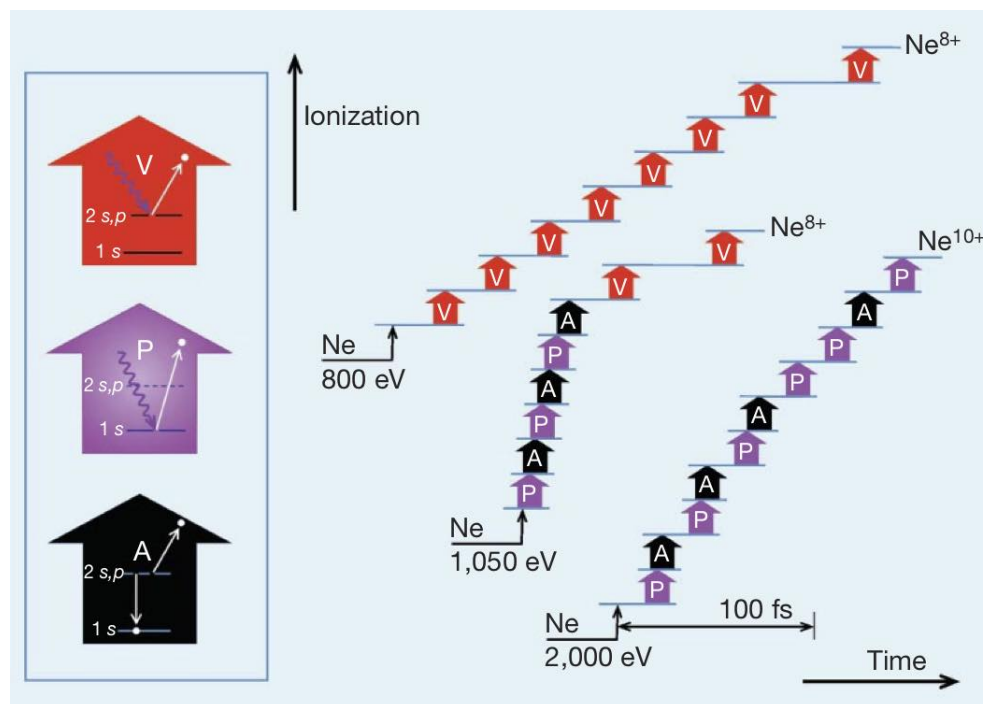 V
2 s,p
1 s
P
2 s,p
1 s
A
2 s,p
1 s
Ionization
Ne
800 eV
V
V
V
V
V
V
V
V
Ne8+
Ne
1,050 eV
P
A
P
A
P
A
V
V
Ne8+
Ne
2,000 eV
P
A
P
A
P
A
P
P
A
P
Ne10+
100 fs
Time